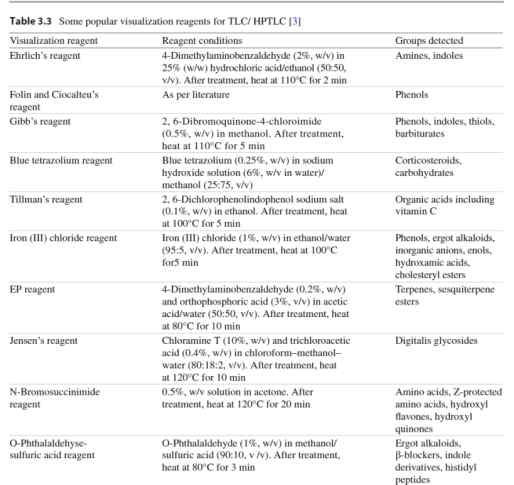 Table 3.3 Some popular visualization reagents for TLC/ HPTLC [3]
Visualization reagent Reagent conditions Groups detected
Ehrlich's reagent 4-Dimethylaminobenzaldehyde (2%, w/v) in Amines, indoles
25% (w/w) hydrochloric acid/ethanol (50:50,
v/v). After treatment, heat at 110°C for 2 min
Folin and Ciocalteu's As per literature Phenols
reagent
Gibb's reagent 2, 6-Dibromoquinone-4-chloroimide Phenols, indoles, thiols,
(0.5%, w/v) in methanol. After treatment, barbiturates
heat at 110°C for 5 min
Blue tetrazolium reagent Blue tetrazolium (0.25%, w/v) in sodium Corticosteroids,
hydroxide solution (6%, w/v in water)/ carbohydrates
methanol (25:75, v/v)
Tillman's reagent 2, 6-Dichlorophenolindophenol sodium salt Organic acids including
(0.1%, w/v) in ethanol. After treatment, heat vitamin C
at 100°C for 5 min
Iron (III) chloride reagent Iron (III) chloride (1%, w/v) in ethanol/water Phenols, ergot alkaloids,
(95:5, v/v). After treatment, heat at 100°C inorganic anions, enols,
for5 min hydroxamic acids,
cholesteryl esters
EP reagent 4-Dimethylaminobenzaldehyde (0.2%, w/v) Terpenes, sesquiterpene
and orthophosphoric acid (3%, v/v) in acetic esters
acid/water (50:50, v/v). After treatment, heat
at 80°C for 10 min
Jensen's reagent Chloramine T (10%, w/v) and trichloroacetic Digitalis glycosides
acid (0.4%, w/v) in chloroform–methanol–
water (80:18:2, v/v). After treatment, heat
at 120°C for 10 min
N-Bromosuccinimide 0.5%, w/v solution in acetone. After Amino acids, Z-protected
reagent treatment, heat at 120°C for 20 min amino acids, hydroxyl
flavones, hydroxyl
quinones
O-Phthalaldehyse- O-Phthalaldehyde (1%, w/v) in methanol/ Ergot alkaloids,
sulfuric acid reagent sulfuric acid (90:10, v /v). After treatment, β-blockers, indole
heat at 80°C for 3 min derivatives, histidyl
peptides